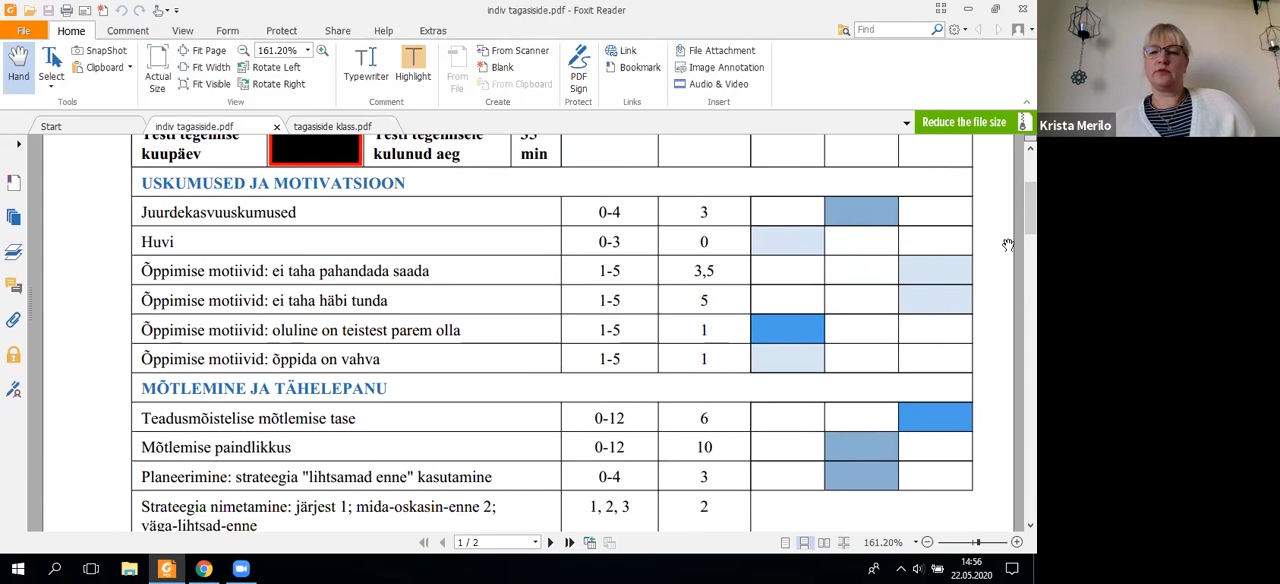 indiv tagasiside.pdf - Foxit Reader
File Home Comment View Form Protect Share Help Extras Find
Hand Select SnapShot Clipboard Tools
Actual Size Fit Page Fit Width Fit Visible 161.20% Rotate Left Rotate Right View
Typewriter Highlight Comment
From File From Scanner Blank From Clipboard Create
PDF Sign Protect
Link Bookmark Links
File Attachment Image Annotation Audio & Video Insert
Start indiv tagasiside.pdf tagasiside klass.pdf Reduce the file size
Krista Merilo
Testi tegemise kuupäev Testi tegemisele kulunud aeg 35 min
USKUMUSED JA MOTIVATSIOON
Juurdekasvuuskumused 0-4 3
Huvi 0-3 0
Õppimise motiivid: ei taha pahandada saada 1-5 3,5
Õppimise motiivid: ei taha häbi tunda 1-5 5
Õppimise motiivid: oluline on teistest parem olla 1-5 1
Õppimise motiivid: õppida on vahva 1-5 1
MÕTLEMINE JA TÄHELEPANU
Teadusmõistelise mõtlemise tase 0-12 6
Mõtlemise paindlikkus 0-12 10
Planeerimine: strateegia "lihtsamad enne" kasutamine 0-4 3
Strateegia nimetamine: järjest 1; mida-oskasin-enne 2; 1, 2, 3 2
väga-lihtsad-enne
1 / 2 161.20%
14:56
22.05.2020